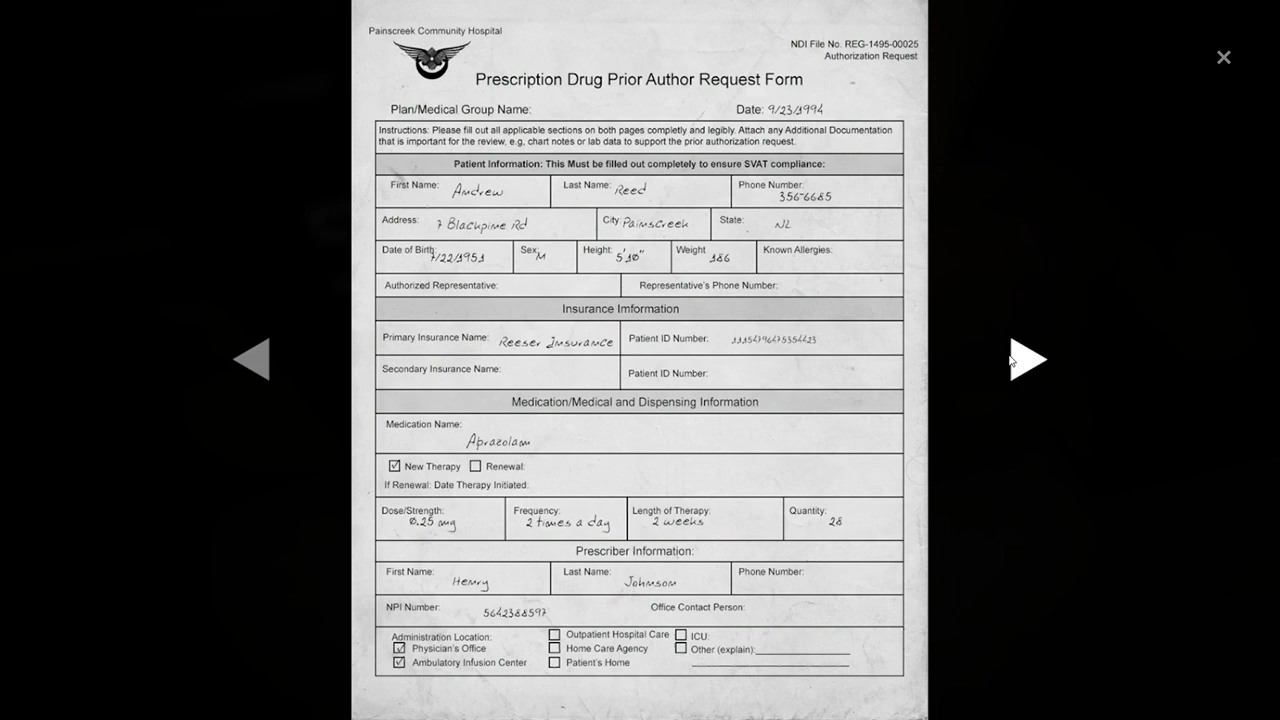 Painscreek Community Hospital
NDI File No. REG-1495-00025
Authorization Request
Prescription Drug Prior Author Request Form
Plan/Medical Group Name: Date: 9/23/1994
Instructions: Please fill out all applicable sections on both pages completly and legibly. Attach any Additional Documentation
that is important for the review, e.g, chart notes or lab data to support the prior authorization request.
Patient Information: This Must be filled out completely to ensure SVAT compliance:
First Name: Andrew Last Name: Reed Phone Number: 356-6685
Address: 7 Blackpine Rd City: Painscreek State: NL
Date of Birth: 7/22/1951 Sex: M Height: 5'10" Weight 186 Known Allergies:
Authorized Representative: Representative's Phone Number:
Insurance Imformation
Primary Insurance Name: Reeser Insurance Patient ID Number:
Secondary Insurance Name: Patient ID Number:
Medication/Medical and Dispensing Information
Medication Name:
Aprazolam
New Therapy Renewal:
If Renewal: Date Therapy Initiated:
Dose/Strength: 0.25 mg Frequency: 2 times a day Length of Therapy: 2 weeks Quantity: 28
Prescriber Information:
First Name: Henry Last Name: Johnson Phone Number:
NPI Number: 5642388597 Office Contact Person:
Administration Location: Outpatient Hospital Care ICU:
Physician's Office Home Care Agency Other (explain):
Ambulatory Infusion Center Patient's Home